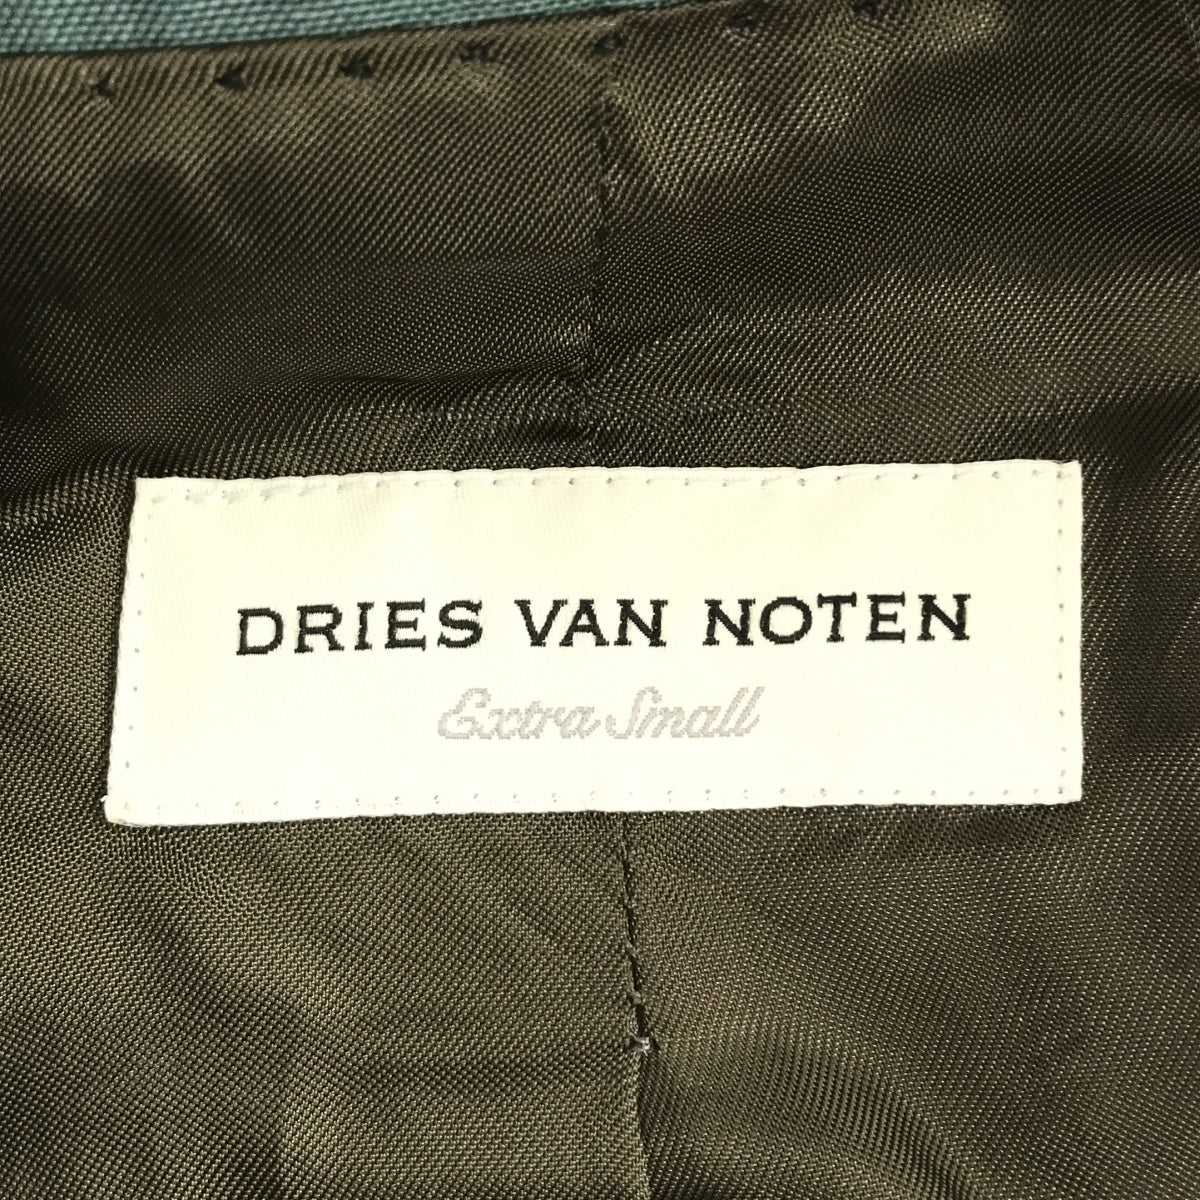 DRIES VAN NOTEN
Extra Small